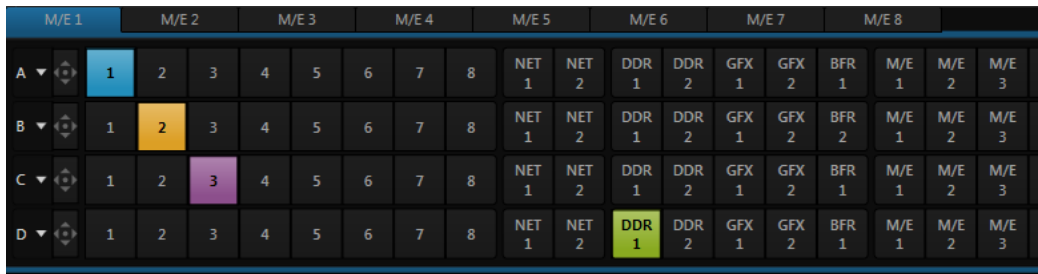 M/E 1 M/E 2 M/E 3 M/E 4 M/E 5 M/E 6 M/E 7 M/E 8
A 1 2 3 4 5 6 7 8 NET 1 NET 2 DDR 1 DDR 2 GFX 1 GFX 2 BFR 1 M/E 1 M/E 2 M/E 3
B 1 2 3 4 5 6 7 8 NET 1 NET 2 DDR 1 DDR 2 GFX 1 GFX 2 BFR 2 M/E 1 M/E 2 M/E 3
C 1 2 3 4 5 6 7 8 NET 1 NET 2 DDR 1 DDR 2 GFX 1 GFX 2 BFR 1 M/E 1 M/E 2 M/E 3
D 1 2 3 4 5 6 7 8 NET 1 NET 2 DDR 1 DDR 2 GFX 1 GFX 2 BFR 1 M/E 1 M/E 2 M/E 3